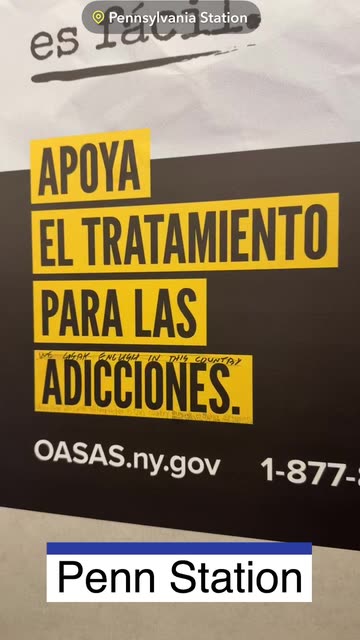 Pennsylvania Station
es fácil.
APOYA
EL TRATAMIENTO
PARA LAS
WE SPEAK ENGLISH IN THIS COUNTRY
ADICCIONES.
OASAS.ny.gov 1-877-8
Penn Station